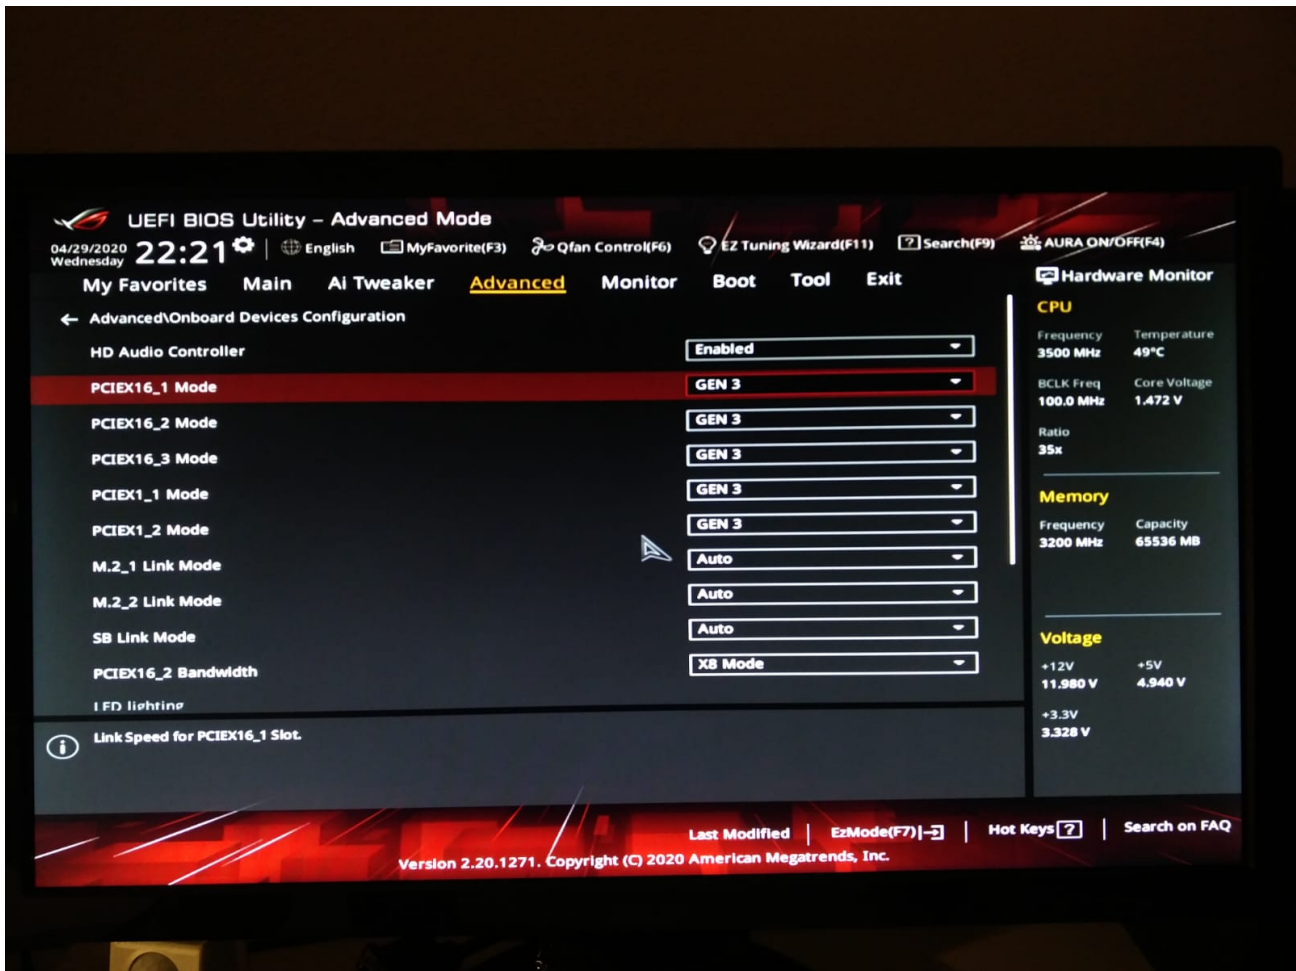 UEFI BIOS Utility – Advanced Mode
04/29/2020
Wednesday
22:21
English
MyFavorite(F3)
Qfan Control(F6)
EZ Tuning Wizard(F11)
? Search(F9)
AURA ON/OFF(F4)
My Favorites Main Ai Tweaker Advanced Monitor Boot Tool Exit
Hardware Monitor
← Advanced\Onboard Devices Configuration
HD Audio Controller Enabled
PCIEX16_1 Mode GEN 3
PCIEX16_2 Mode GEN 3
PCIEX16_3 Mode GEN 3
PCIEX1_1 Mode GEN 3
PCIEX1_2 Mode GEN 3
M.2_1 Link Mode Auto
M.2_2 Link Mode Auto
SB Link Mode Auto
PCIEX16_2 Bandwidth X8 Mode
LED lighting
CPU
Frequency Temperature
3500 MHz 49°C
BCLK Freq Core Voltage
100.0 MHz 1.472 V
Ratio
35x
Memory
Frequency Capacity
3200 MHz 65536 MB
Voltage
+12V +5V
11.980 V 4.940 V
+3.3V
3.328 V
i Link Speed for PCIEX16_1 Slot.
Last Modified | EzMode(F7) | Hot Keys ? | Search on FAQ
Version 2.20.1271. Copyright (C) 2020 American Megatrends, Inc.